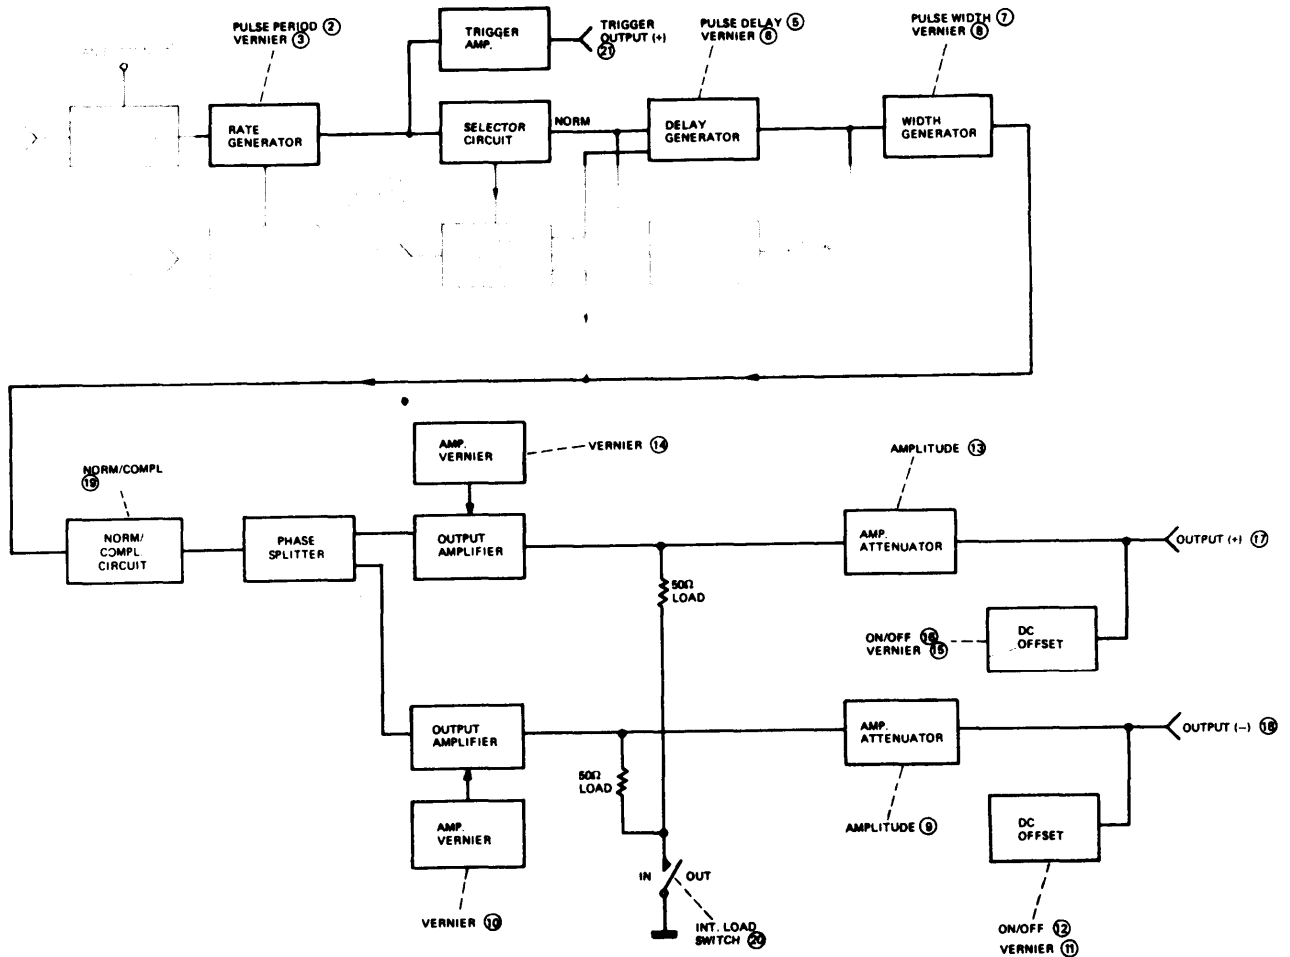 PULSE PERIOD ②
VERNIER ③
TRIGGER
AMP.
TRIGGER
OUTPUT (+)
㉑
PULSE DELAY ⑤
VERNIER ⑥
PULSE WIDTH ⑦
VERNIER ⑧
RATE
GENERATOR
SELECTOR
CIRCUIT
NORM
DELAY
GENERATOR
WIDTH
GENERATOR
AMP.
VERNIER
VERNIER ⑭
AMPLITUDE ⑬
NORM/COMPL
⑲
NORM/
COMPL.
CIRCUIT
PHASE
SPLITTER
OUTPUT
AMPLIFIER
AMP.
ATTENUATOR
OUTPUT (+) ⑰
50Ω
LOAD
ON/OFF ⑯
VERNIER ⑮
DC
OFFSET
OUTPUT
AMPLIFIER
AMP.
ATTENUATOR
OUTPUT (—) ⑱
50Ω
LOAD
AMP.
VERNIER
AMPLITUDE ⑨
DC
OFFSET
IN OUT
VERNIER ⑩
INT. LOAD
SWITCH ⑳
ON/OFF ⑫
VERNIER ⑪